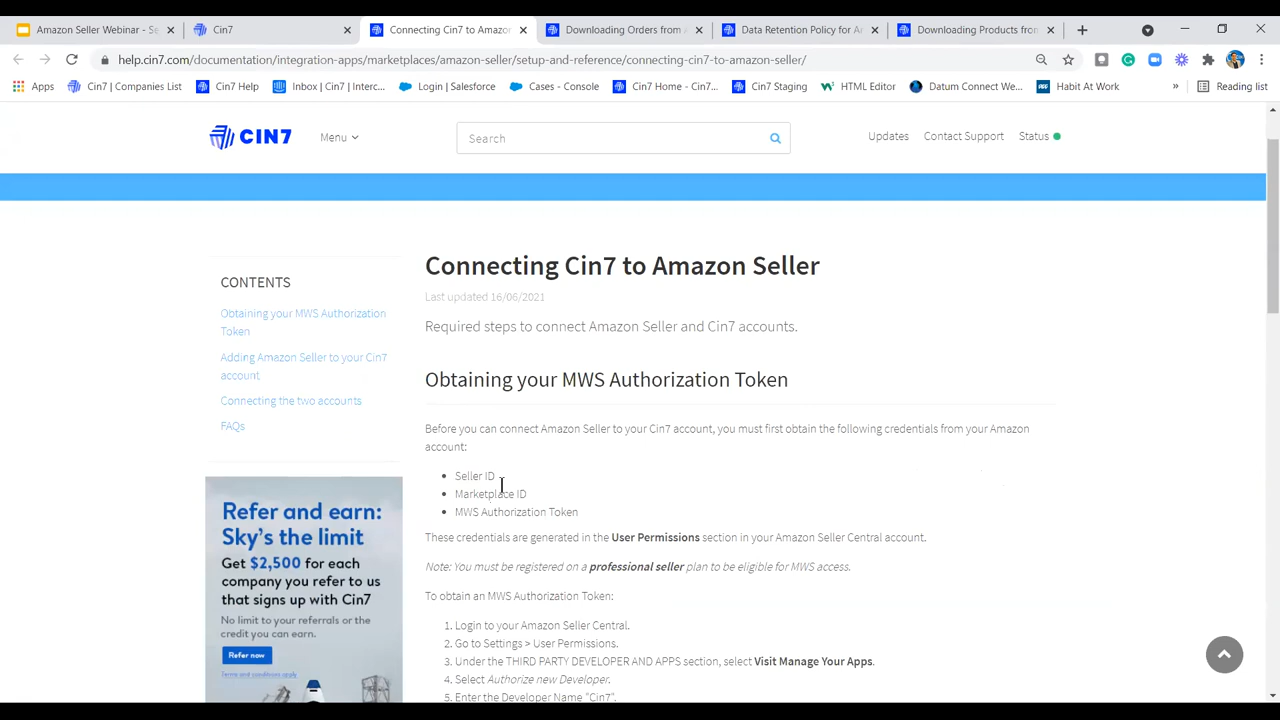 Amazon Seller Webinar - Se
Cin7
Connecting Cin7 to Amazo
Downloading Orders from A
Data Retention Policy for Ar
Downloading Products from
help.cin7.com/documentation/integration-apps/marketplace/amazon-seller/setup-and-reference/connecting-cin7-to-amazon-seller/
Apps
Cin7 | Companies List
Cin7 Help
Inbox | Cin7 | Interc...
Login | Salesforce
Cases - Console
Cin7 Home - Cin7...
Cin7 Staging
HTML Editor
Datum Connect We...
Habit At Work
»
Reading list
CIN7
Menu
Search
Updates
Contact Support
Status
CONTENTS
Obtaining your MWS Authorization
Token
Adding Amazon Seller to your Cin7
account
Connecting the two accounts
FAQs
Refer and earn:
Sky's the limit
Get $2,500 for each
company you refer to us
that signs up with Cin7
No limit to your referrals or the
credit you can earn.
Refer now
Terms and conditions apply
Connecting Cin7 to Amazon Seller
Last updated 16/06/2021
Required steps to connect Amazon Seller and Cin7 accounts.
Obtaining your MWS Authorization Token
Before you can connect Amazon Seller to your Cin7 account, you must first obtain the following credentials from your Amazon
account:
• Seller ID
• Marketplace ID
• MWS Authorization Token
These credentials are generated in the User Permissions section in your Amazon Seller Central account.
Note: You must be registered on a professional seller plan to be eligible for MWS access.
To obtain an MWS Authorization Token:
1. Login to your Amazon Seller Central.
2. Go to Settings > User Permissions.
3. Under the THIRD PARTY DEVELOPER AND APPS section, select Visit Manage Your Apps.
4. Select Authorize new Developer.
5. Enter the Developer Name "Cin7".